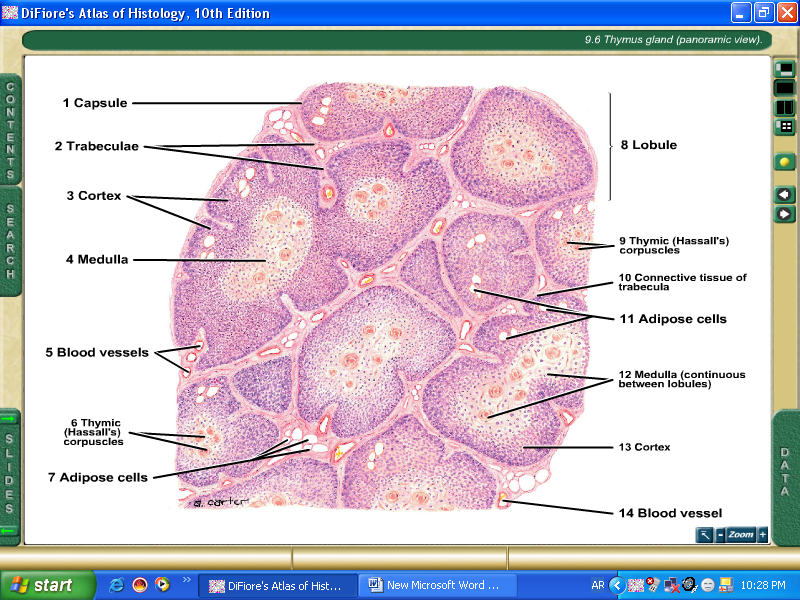 DiFiore's Atlas of Histology, 10th Edition
9.6 Thymus gland (panoramic view).
CONTENTS
SEARCH
SLIDES
DATA
1 Capsule
2 Trabeculae
3 Cortex
4 Medulla
5 Blood vessels
6 Thymic
(Hassall's)
corpuscles
7 Adipose cells
8 Lobule
9 Thymic (Hassall's)
corpuscles
10 Connective tissue of
trabecula
11 Adipose cells
12 Medulla (continuous
between lobules)
13 Cortex
14 Blood vessel
a. carter
- Zoom +
start
»
DiFiore's Atlas of Hist...
New Microsoft Word ...
AR
10:28 PM